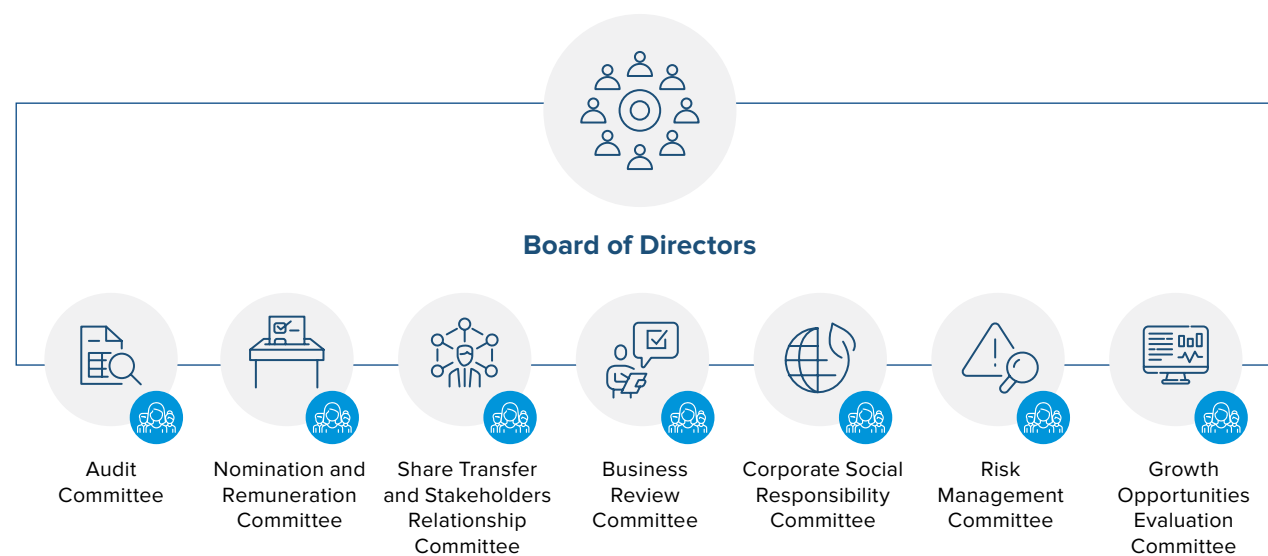 Board of Directors
Audit
Committee
Nomination and
Remuneration
Committee
Share Transfer
and Stakeholders
Relationship
Committee
Business
Review
Committee
Corporate Social
Responsibility
Committee
Risk
Management
Committee
Growth
Opportunities
Evaluation
Committee